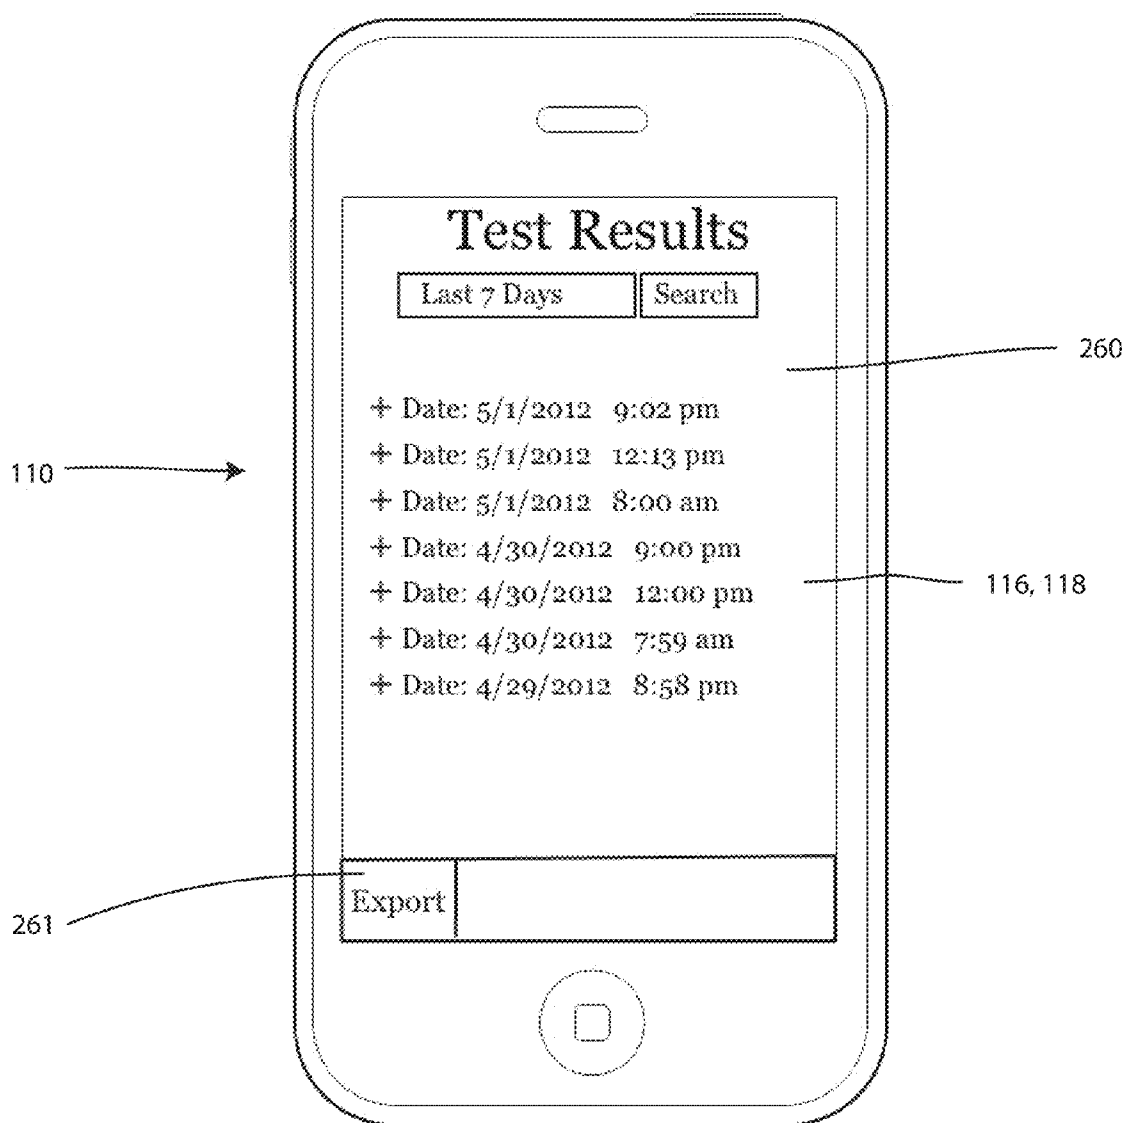 Test Results
Last 7 Days Search
260
+ Date: 5/1/2012 9:02 pm
+ Date: 5/1/2012 12:13 pm
110
+ Date: 5/1/2012 8:00 am
+ Date: 4/30/2012 9:00 pm
+ Date: 4/30/2012 12:00 pm
116, 118
+ Date: 4/30/2012 7:59 am
+ Date: 4/29/2012 8:58 pm
Export
261